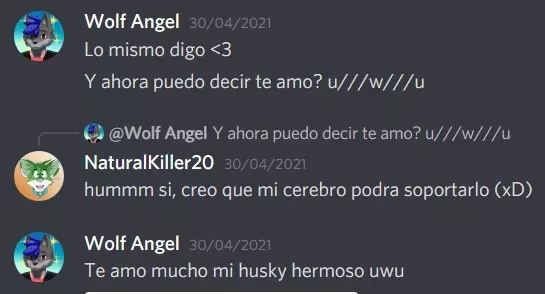 Wolf Angel 30/04/2021
Lo mismo digo <3
Y ahora puedo decir te amo? u///w///u
@Wolf Angel Y ahora puedo decir te amo? u///w///u
NaturalKiller20 30/04/2021
hummm si, creo que mi cerebro podra soportarlo (xD)
Wolf Angel 30/04/2021
Te amo mucho mi husky hermoso uwu